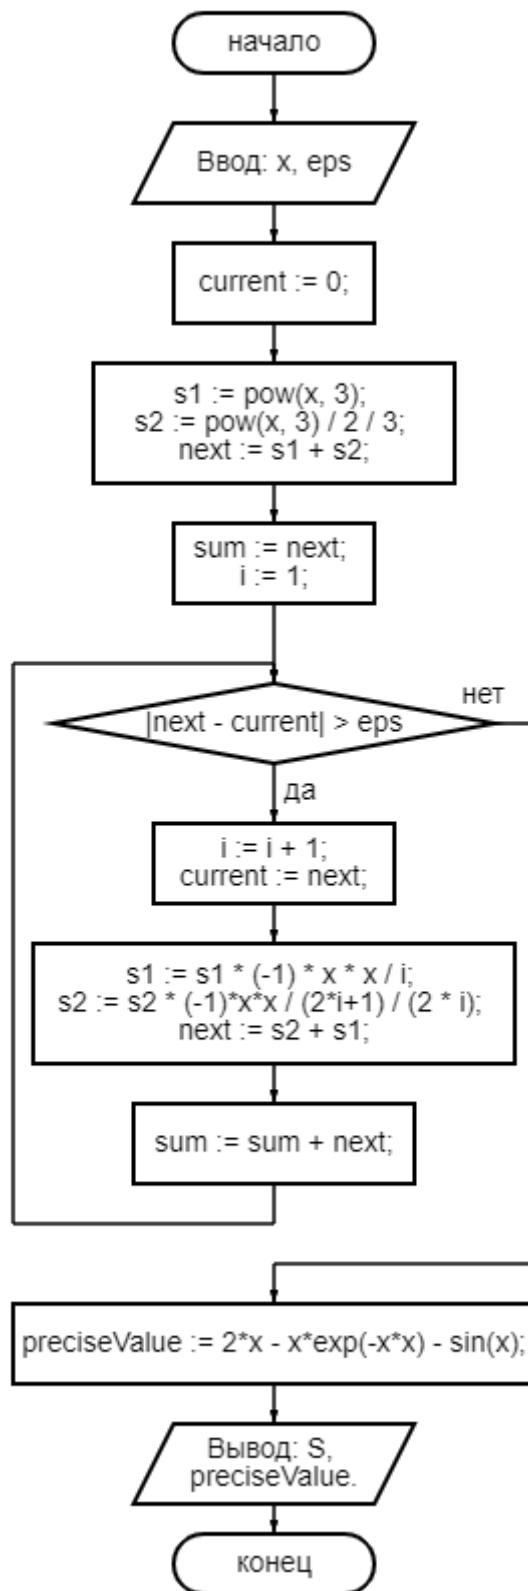 начало
Ввод: x, eps
current := 0;
s1 := pow(x, 3);
s2 := pow(x, 3) / 2 / 3;
next := s1 + s2;
sum := next;
i := 1;
нет
|next - current| > eps
да
i := i + 1;
current := next;
s1 := s1 * (-1) * x * x / i;
s2 := s2 * (-1)*x*x / (2*i+1) / (2 * i);
next := s2 + s1;
sum := sum + next;
preciseValue := 2*x - x*exp(-x*x) - sin(x);
Вывод: S,
preciseValue.
конец